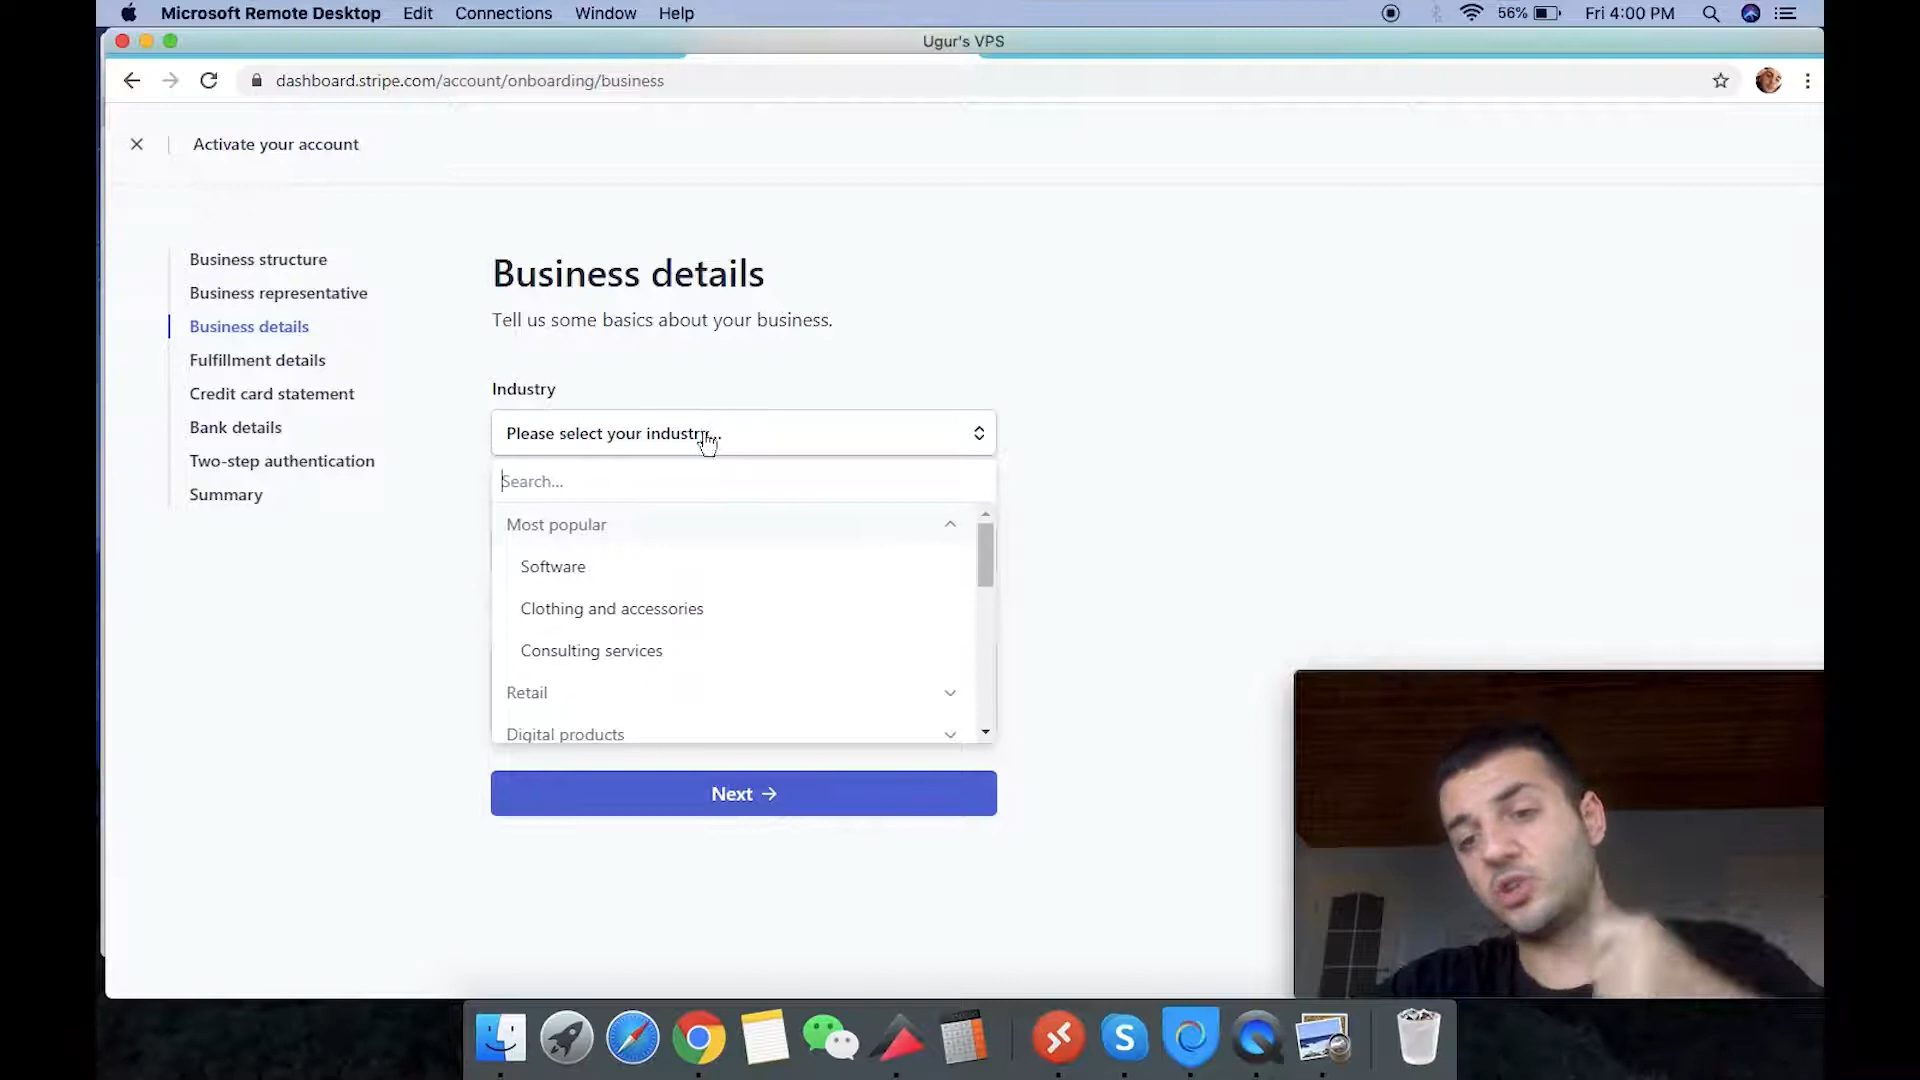 Microsoft Remote Desktop Edit Connections Window Help 56% Fri 4:00 PM
Ugur's VPS
dashboard.stripe.com/account/onboarding/business
Activate your account
Business structure
Business representative
Business details
Fulfillment details
Credit card statement
Bank details
Two-step authentication
Summary
Business details
Tell us some basics about your business.
Industry
Please select your industry...
Search...
Most popular
Software
Clothing and accessories
Consulting services
Retail
Digital products
Next →